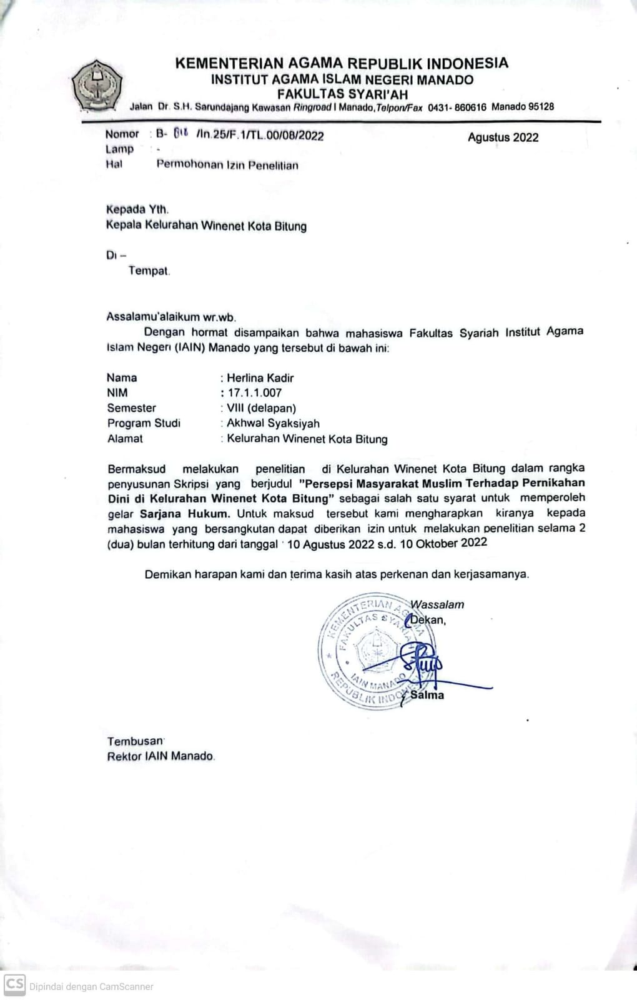 KEMENTERIAN AGAMA REPUBLIK INDONESIA
INSTITUT AGAMA ISLAM NEGERI MANADO
FAKULTAS SYARI'AH
Jalan Dr. S.H. Sarundajang Kawasan Ringroad I Manado, Telpon/Fax 0431- 860616 Manado 95128
Nomor : B- /In.25/F.1/TL.00/08/2022 Agustus 2022
Lamp : -
Hal Permohonan Izin Penelitian
Kepada Yth.
Kepala Kelurahan Winenet Kota Bitung
Di –
Tempat.
Assalamu'alaikum wr.wb.
Dengan hormat disampaikan bahwa mahasiswa Fakultas Syariah Institut Agama
Islam Negeri (IAIN) Manado yang tersebut di bawah ini:
Nama : Herlina Kadir
NIM : 17.1.1.007
Semester : VIII (delapan)
Program Studi : Akhwal Syaksiyah
Alamat : Kelurahan Winenet Kota Bitung
Bermaksud melakukan penelitian di Kelurahan Winenet Kota Bitung dalam rangka
penyusunan Skripsi yang berjudul "Persepsi Masyarakat Muslim Terhadap Pernikahan
Dini di Kelurahan Winenet Kota Bitung" sebagai salah satu syarat untuk memperoleh
gelar Sarjana Hukum. Untuk maksud tersebut kami mengharapkan kiranya kepada
mahasiswa yang bersangkutan dapat diberikan izin untuk melakukan penelitian selama 2
(dua) bulan terhitung dari tanggal 10 Agustus 2022 s.d. 10 Oktober 2022
Demikan harapan kami dan terima kasih atas perkenan dan kerjasamanya.
Wassalam
Dekan,
KEMENTERIAN AGAMA
FAKULTAS SYARIAH
IAIN MANADO
REPUBLIK INDONESIA
Salma
Tembusan
Rektor IAIN Manado.
CS Dipindai dengan CamScanner